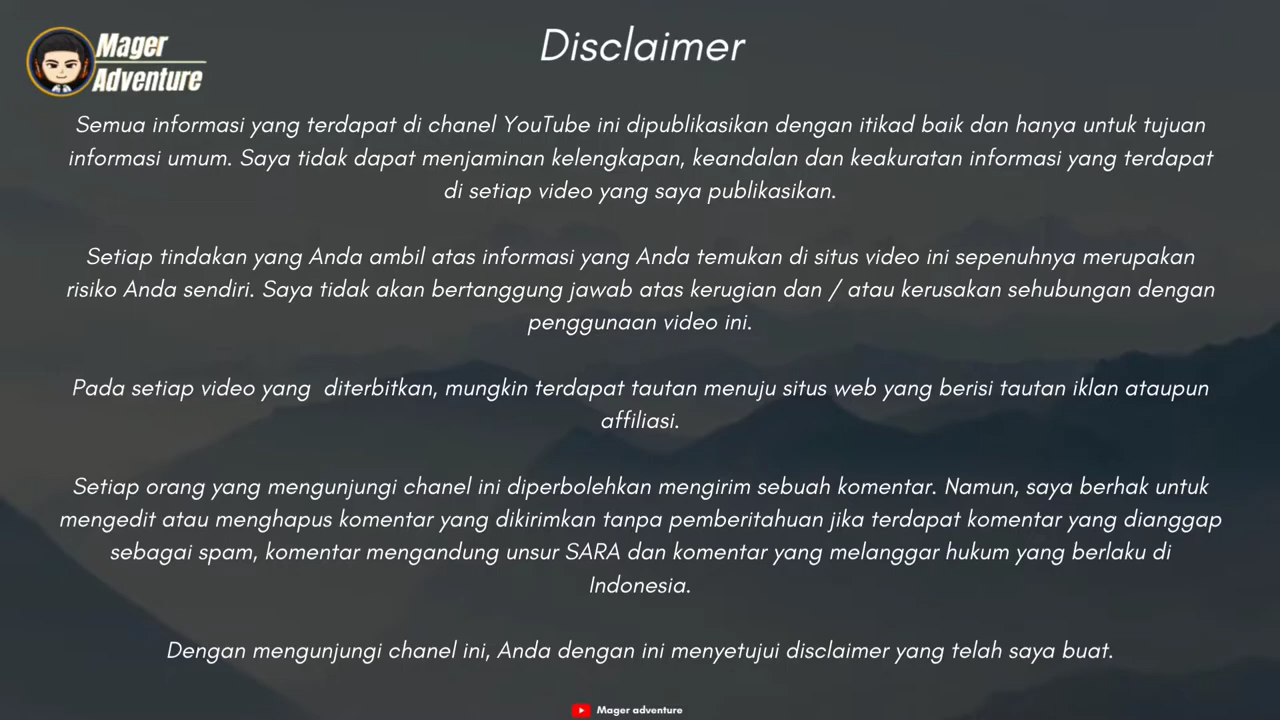 Mager
Adventure
Disclaimer
Semua informasi yang terdapat di chanel YouTube ini dipublikasikan dengan itikad baik dan hanya untuk tujuan
informasi umum. Saya tidak dapat menjaminan kelengkapan, keandalan dan keakuratan informasi yang terdapat
di setiap video yang saya publikasikan.
Setiap tindakan yang Anda ambil atas informasi yang Anda temukan di situs video ini sepenuhnya merupakan
risiko Anda sendiri. Saya tidak akan bertanggung jawab atas kerugian dan / atau kerusakan sehubungan dengan
penggunaan video ini.
Pada setiap video yang  diterbitkan, mungkin terdapat tautan menuju situs web yang berisi tautan iklan ataupun
affiliasi.
Setiap orang yang mengunjungi chanel ini diperbolehkan mengirim sebuah komentar. Namun, saya berhak untuk
mengedit atau menghapus komentar yang dikirimkan tanpa pemberitahuan jika terdapat komentar yang dianggap
sebagai spam, komentar mengandung unsur SARA dan komentar yang melanggar hukum yang berlaku di
Indonesia.
Dengan mengunjungi chanel ini, Anda dengan ini menyetujui disclaimer yang telah saya buat.
Mager adventure